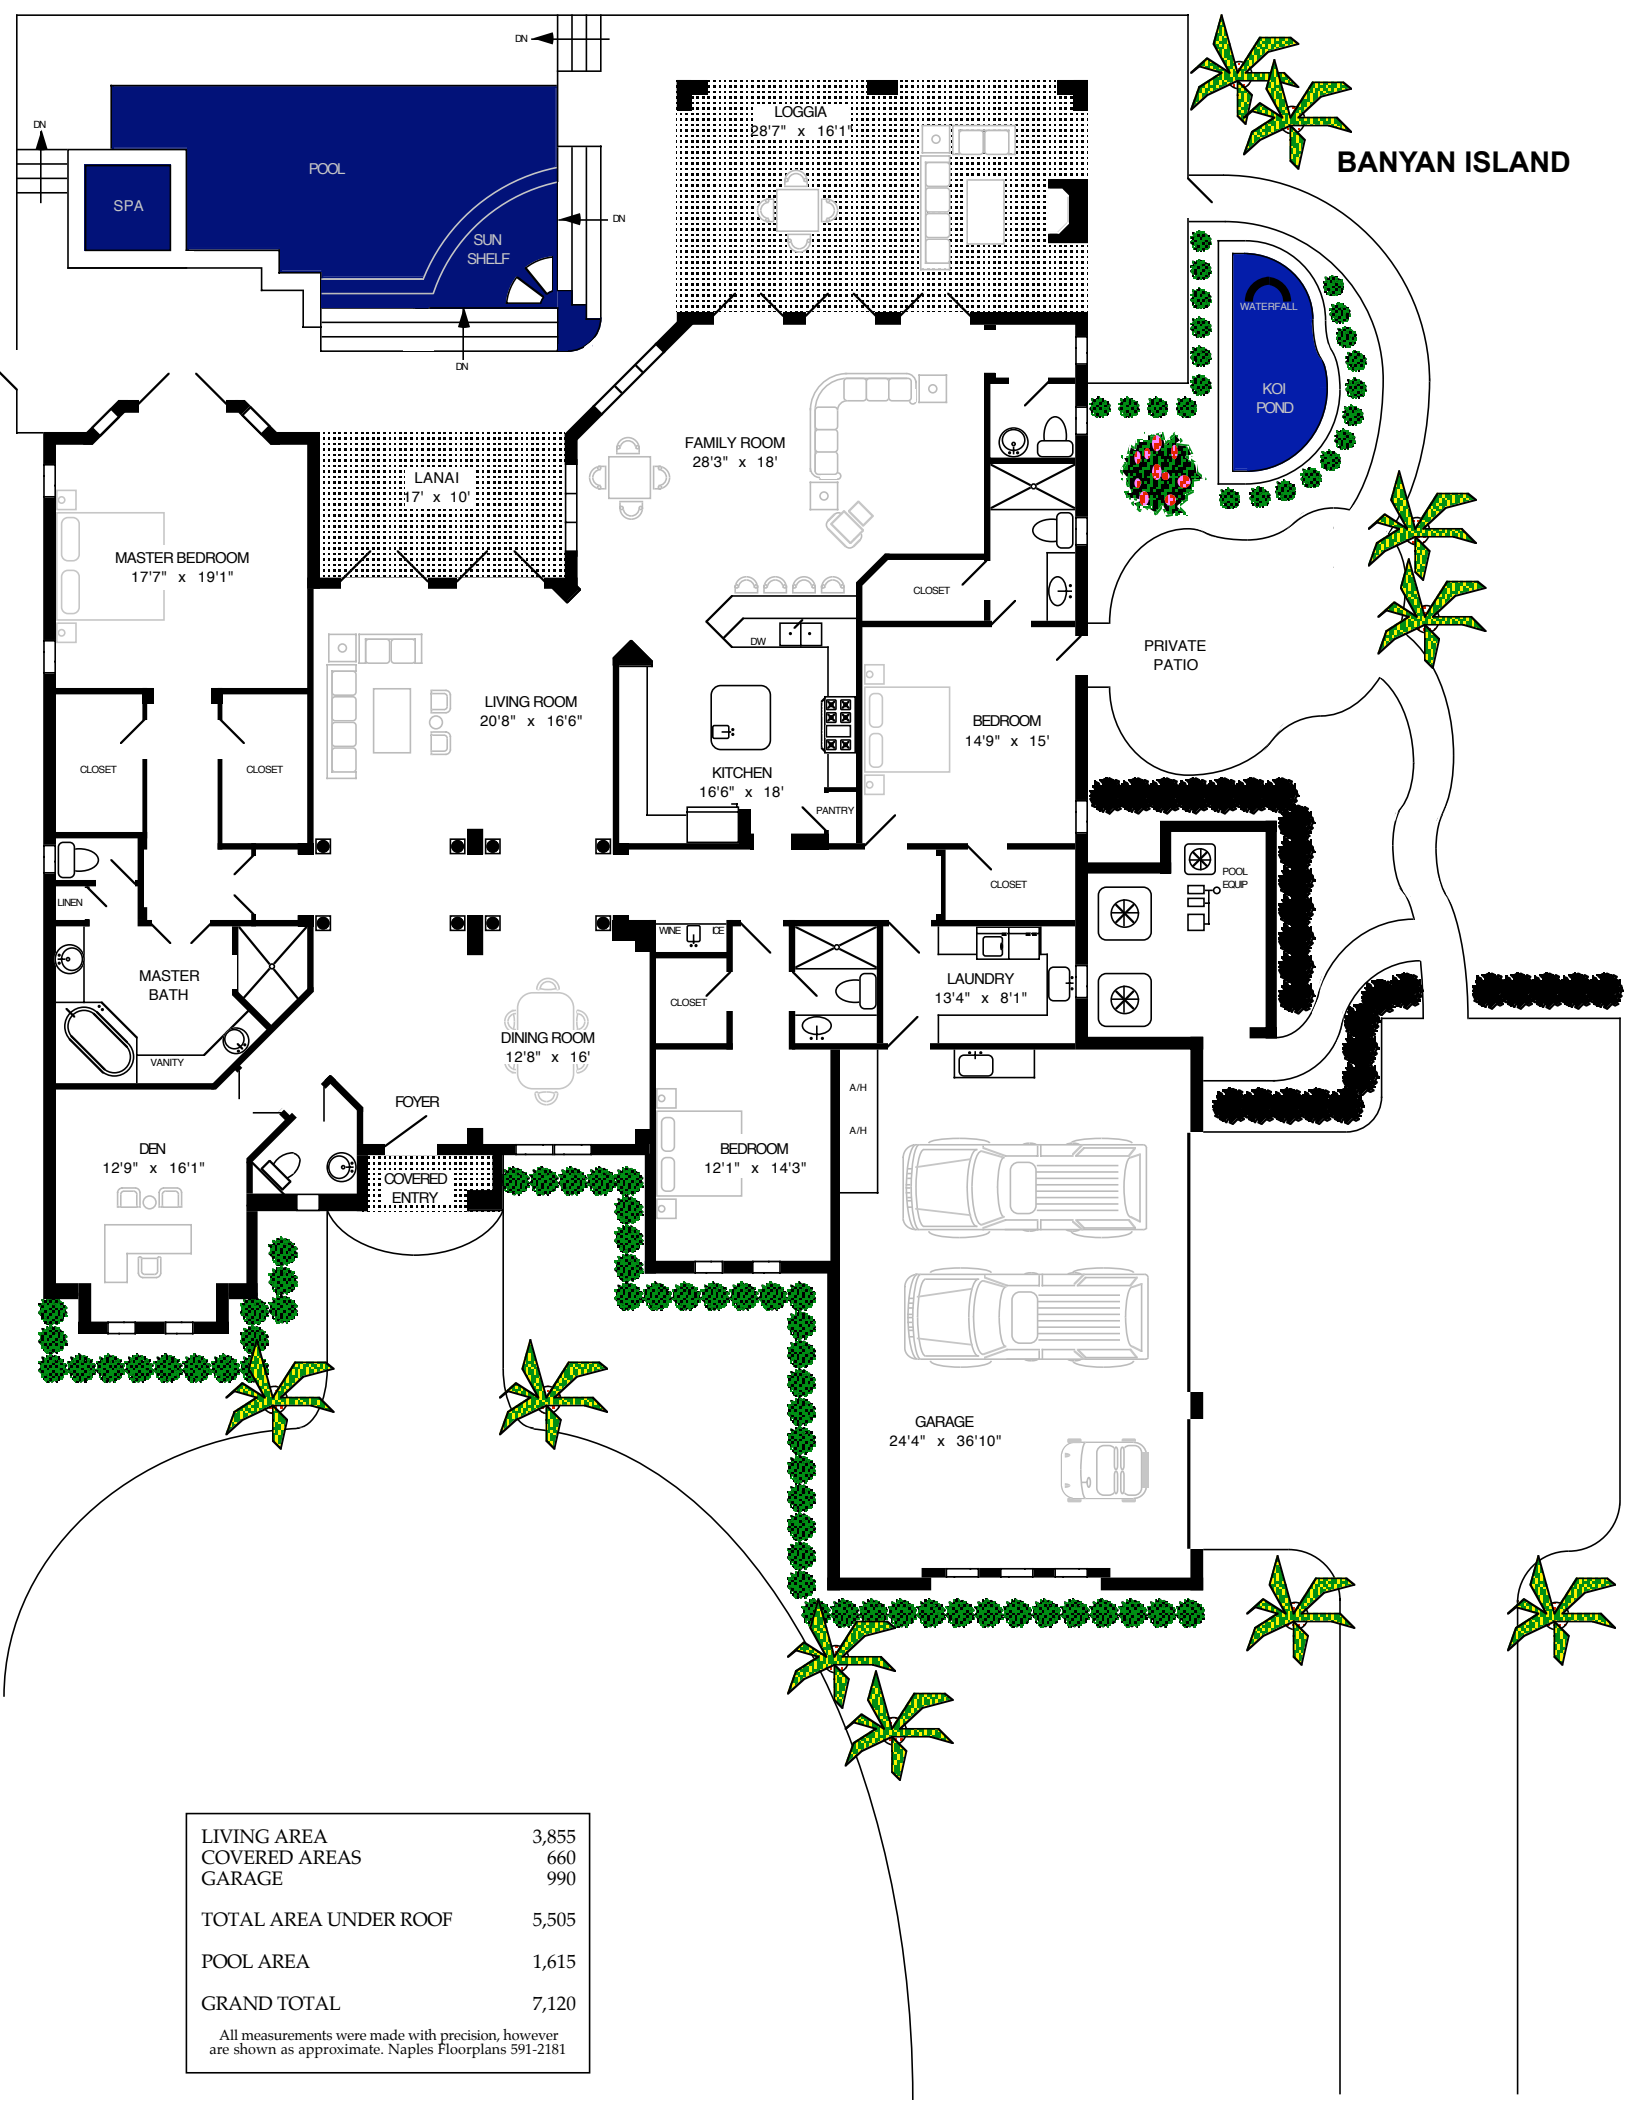 DN
LOGGIA
28'7" x 16'1"
DN
BANYAN ISLAND
POOL
SPA
DN
SUN
SHELF
WATERFALL
DN
KOI
POND
FAMILY ROOM
28'3" x 18'
LANAI
17' x 10'
MASTER BEDROOM
17'7" x 19'1"
CLOSET
DW
PRIVATE
PATIO
LIVING ROOM
20'8" x 16'6"
BEDROOM
14'9" x 15'
CLOSET
CLOSET
KITCHEN
16'6" x 18'
PANTRY
POOL
EQUIP
CLOSET
LINEN
WINE
ICE
MASTER
BATH
LAUNDRY
13'4" x 8'1"
CLOSET
DINING ROOM
12'8" x 16'
VANITY
A/H
FOYER
A/H
DEN
12'9" x 16'1"
BEDROOM
12'1" x 14'3"
COVERED
ENTRY
GARAGE
24'4" x 36'10"
LIVING AREA 3,855
COVERED AREAS 660
GARAGE 990
TOTAL AREA UNDER ROOF 5,505
POOL AREA 1,615
GRAND TOTAL 7,120
All measurements were made with precision, however
are shown as approximate. Naples Floorplans 591-2181